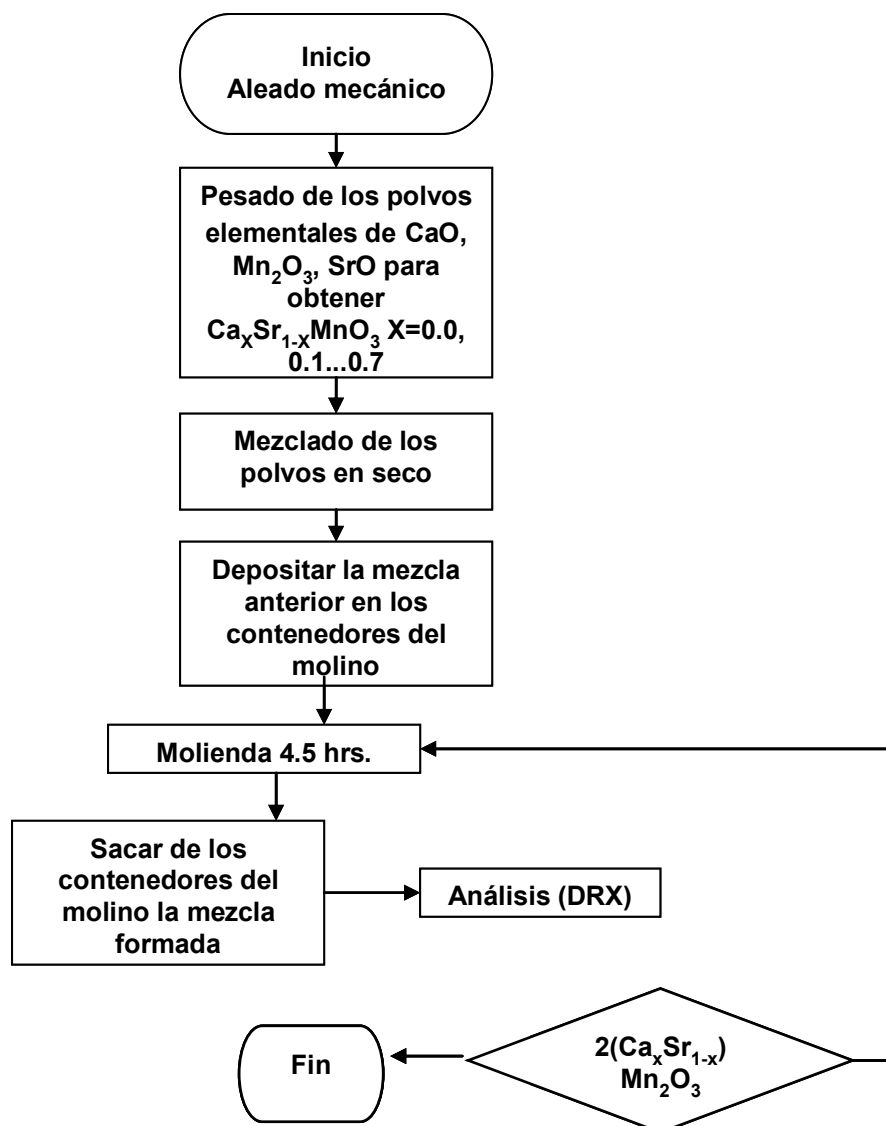 Inicio
Aleado mecánico
Pesado de los polvos
elementales de CaO,
Mn₂O₃, SrO para
obtener
CaₓSr₁₋ₓMnO₃ X=0.0,
0.1...0.7
Mezclado de los
polvos en seco
Depositar la mezcla
anterior en los
contenedores del
molino
Molienda 4.5 hrs.
Sacar de los
contenedores del
molino la mezcla
formada
Análisis (DRX)
Fin
2(CaₓSr₁₋ₓ)
Mn₂O₃